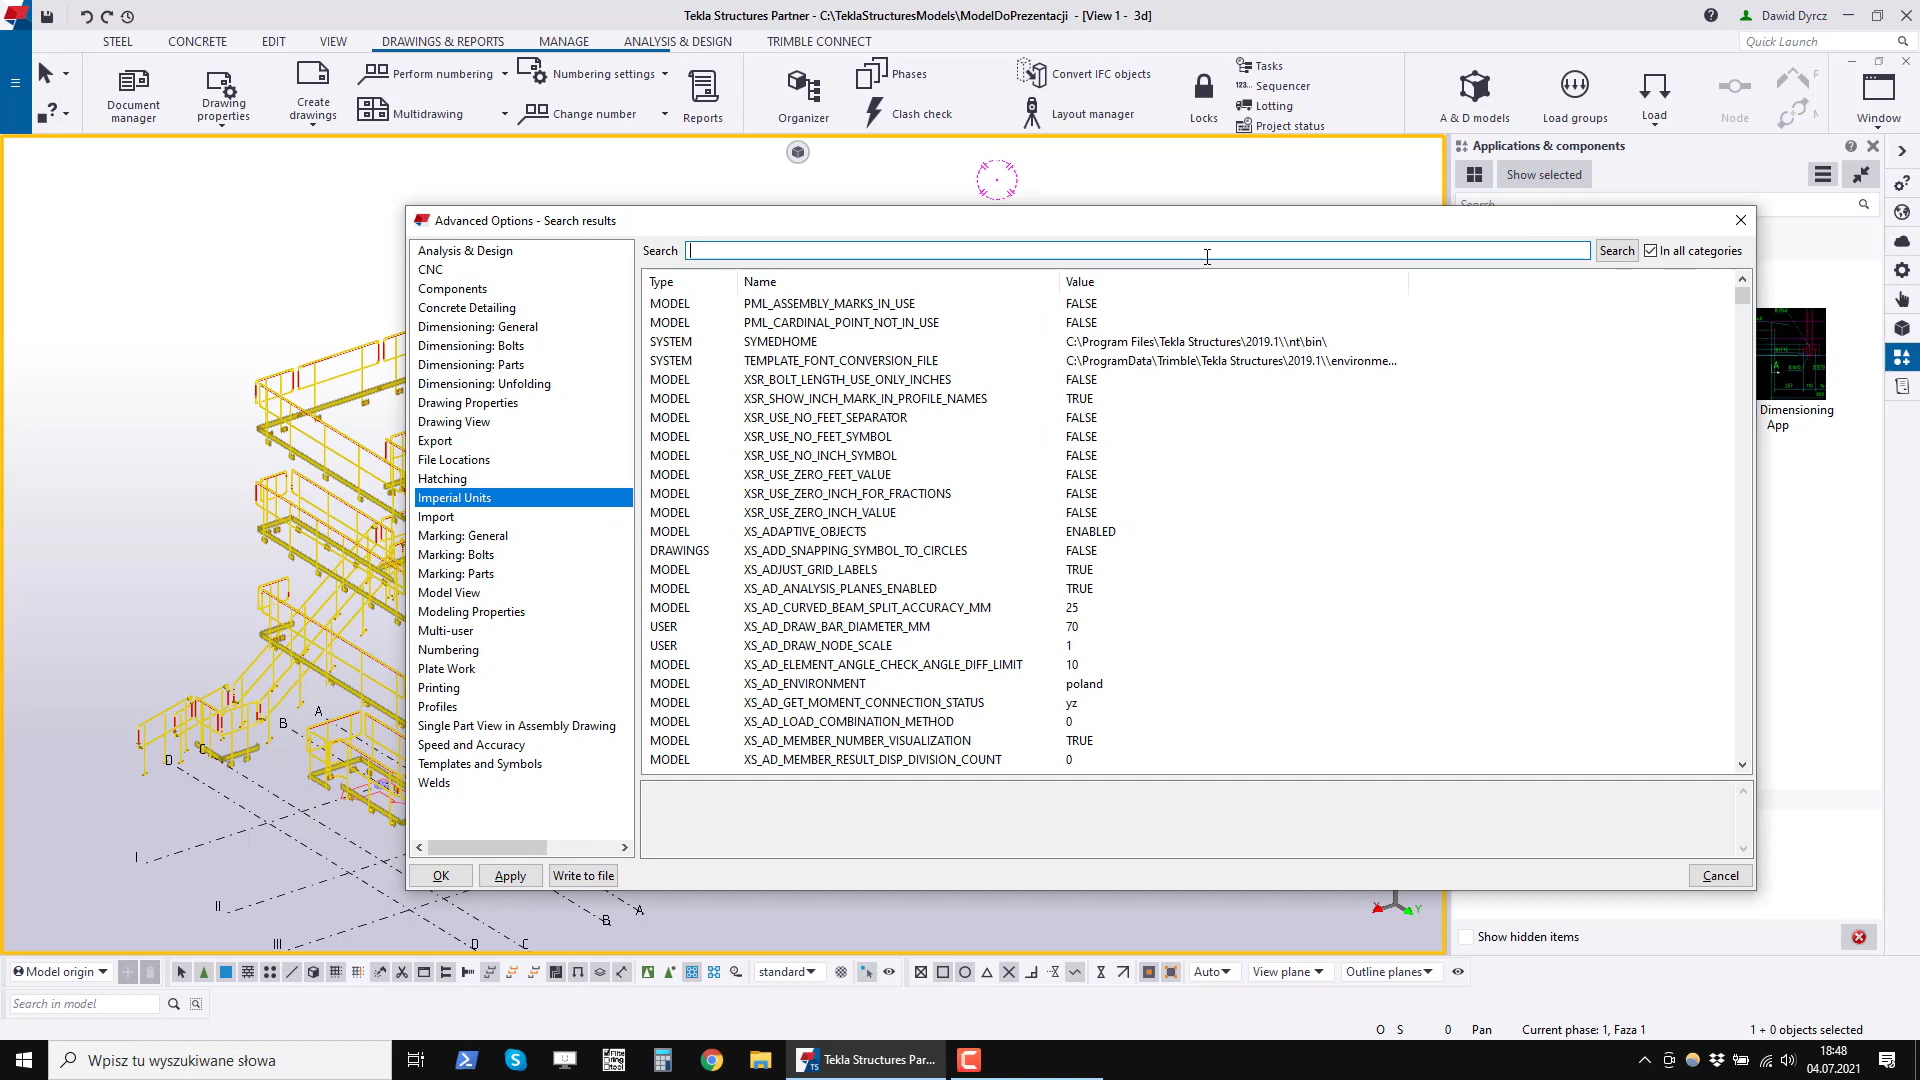 Tekla Structures Partner - C:\TeklaStructuresModels\ModelDoPrezentacji - [View 1 - 3d]
Dawid Dyrcz
STEEL CONCRETE EDIT VIEW DRAWINGS & REPORTS MANAGE ANALYSIS & DESIGN TRIMBLE CONNECT
Quick Launch
Document manager
Drawing properties
Create drawings
Perform numbering
Multidrawing
Numbering settings
Change number
Reports
Organizer
Phases
Clash check
Convert IFC objects
Layout manager
Locks
Tasks
Sequencer
Lotting
Project status
A & D models
Load groups
Load
Node
Window
Applications & components
Show selected
Search...
Dimensioning App
Show hidden items
Advanced Options - Search results
Analysis & Design
CNC
Components
Concrete Detailing
Dimensioning: General
Dimensioning: Bolts
Dimensioning: Parts
Dimensioning: Unfolding
Drawing Properties
Drawing View
Export
File Locations
Hatching
Imperial Units
Import
Marking: General
Marking: Bolts
Marking: Parts
Model View
Modeling Properties
Multi-user
Numbering
Plate Work
Printing
Profiles
Single Part View in Assembly Drawing
Speed and Accuracy
Templates and Symbols
Welds
Search
Search
In all categories
Type Name Value
MODEL PML_ASSEMBLY_MARKS_IN_USE FALSE
MODEL PML_CARDINAL_POINT_NOT_IN_USE FALSE
SYSTEM SYMEDHOME C:\Program Files\Tekla Structures\2019.1\\nt\bin\
SYSTEM TEMPLATE_FONT_CONVERSION_FILE C:\ProgramData\Trimble\Tekla Structures\2019.1\\environme...
MODEL XSR_BOLT_LENGTH_USE_ONLY_INCHES FALSE
MODEL XSR_SHOW_INCH_MARK_IN_PROFILE_NAMES TRUE
MODEL XSR_USE_NO_FEET_SEPARATOR FALSE
MODEL XSR_USE_NO_FEET_SYMBOL FALSE
MODEL XSR_USE_NO_INCH_SYMBOL FALSE
MODEL XSR_USE_ZERO_FEET_VALUE FALSE
MODEL XSR_USE_ZERO_INCH_FOR_FRACTIONS FALSE
MODEL XSR_USE_ZERO_INCH_VALUE FALSE
MODEL XS_ADAPTIVE_OBJECTS ENABLED
DRAWINGS XS_ADD_SNAPPING_SYMBOL_TO_CIRCLES FALSE
MODEL XS_ADJUST_GRID_LABELS TRUE
MODEL XS_AD_ANALYSIS_PLANES_ENABLED TRUE
MODEL XS_AD_CURVED_BEAM_SPLIT_ACCURACY_MM 25
USER XS_AD_DRAW_BAR_DIAMETER_MM 70
USER XS_AD_DRAW_NODE_SCALE 1
MODEL XS_AD_ELEMENT_ANGLE_CHECK_ANGLE_DIFF_LIMIT 10
MODEL XS_AD_ENVIRONMENT poland
MODEL XS_AD_GET_MOMENT_CONNECTION_STATUS yz
MODEL XS_AD_LOAD_COMBINATION_METHOD 0
MODEL XS_AD_MEMBER_NUMBER_VISUALIZATION TRUE
MODEL XS_AD_MEMBER_RESULT_DISP_DIVISION_COUNT 0
OK Apply Write to file Cancel
A
B
C
D
I
II
III
D
C
B
A
X
Y
Model origin
standard
Auto
View plane
Outline planes
Search in model
O S 0 Pan Current phase: 1, Faza 1 1 + 0 objects selected
Wpisz tu wyszukiwane słowa
Tekla Structures Par...
18:48
04.07.2021